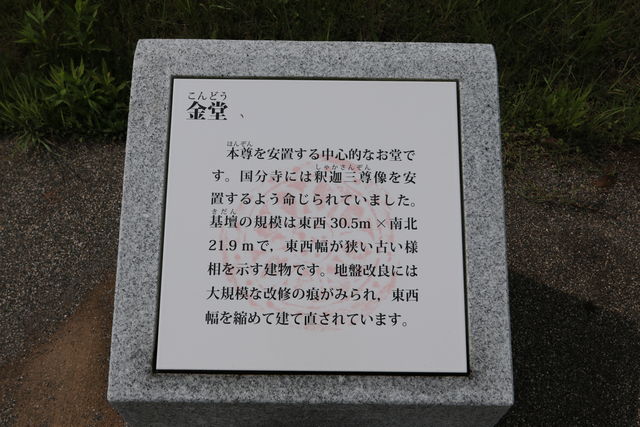 こんどう
金堂
ほんぞん
本尊を安置する中心的なお堂で
しゃかさんぞん
す。国分寺には釈迦三尊像を安
置するよう命じられていました。
きだん
基壇の規模は東西30.5m×南北
21.9mで，東西幅が狭い古い様
相を示す建物です。地盤改良には
大規模な改修の痕がみられ，東西
幅を縮めて建て直されています。